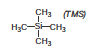 CH₃
(TMS)
H₃C Si CH₃
CH₃